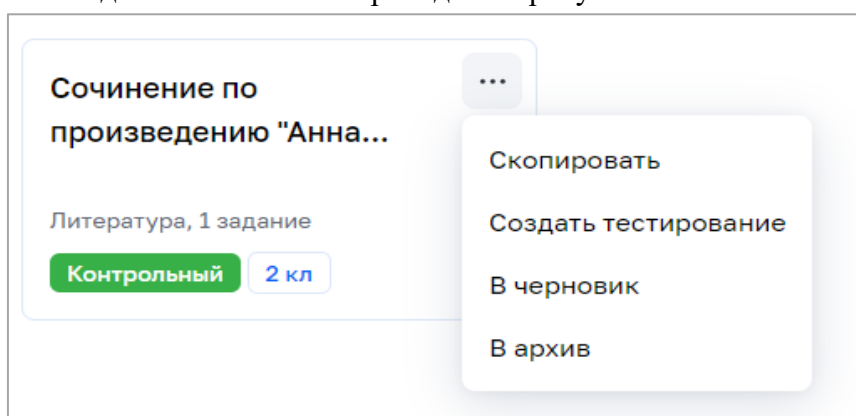 Сочинение по
произведению "Анна...
Скопировать
Литература, 1 задание
Создать тестирование
Контрольный
2 кл
В черновик
В архив